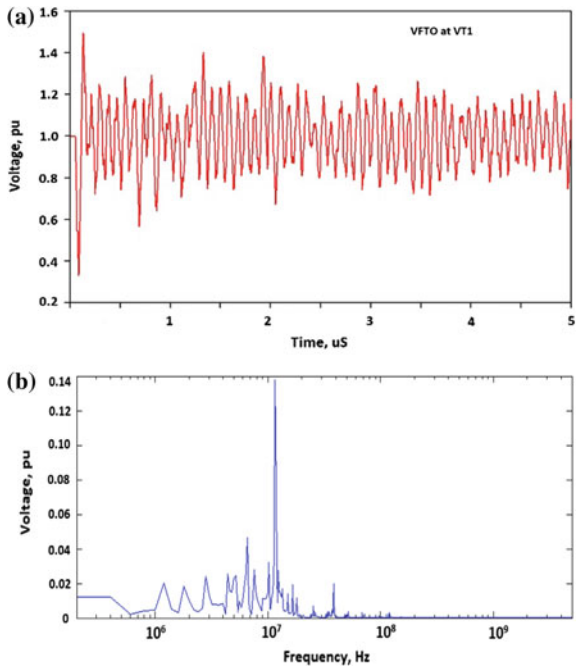 (a)
VFTO at VT1
1.6
1.4
1.2
1.0
0.8
0.6
0.4
0.2
Voltage, pu
1 2 3 4 5
Time, uS
(b)
0.14
0.12
0.10
0.08
0.06
0.04
0.02
0
Voltage, pu
10⁶ 10⁷ 10⁸ 10⁹
Frequency, Hz